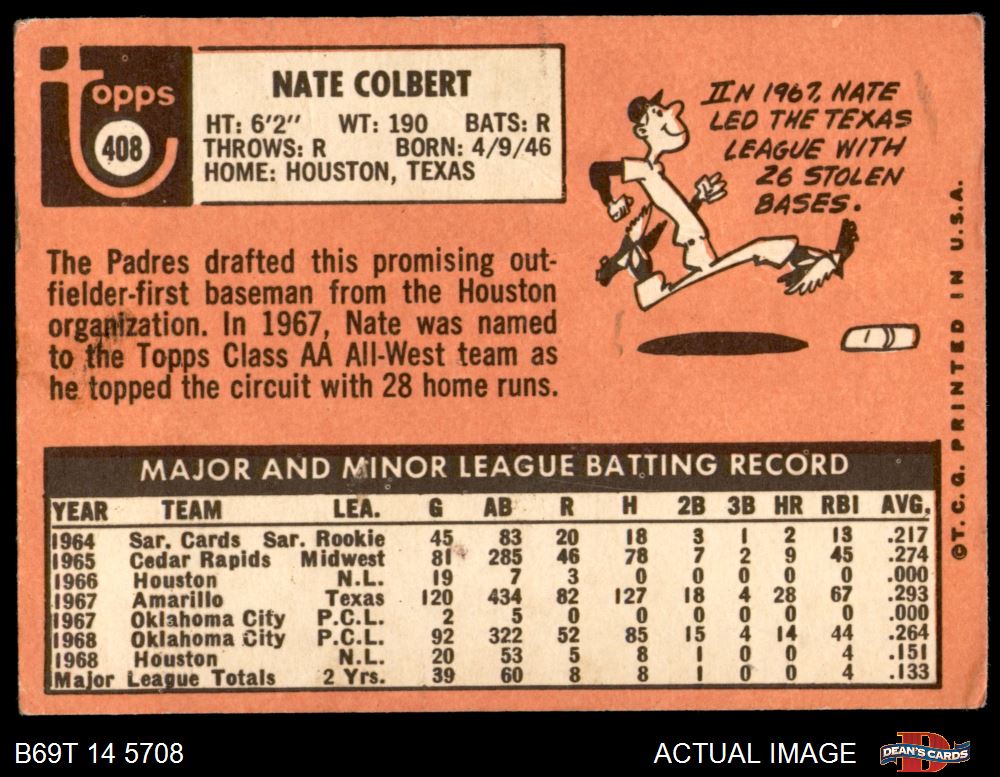 Topps
408
NATE COLBERT
HT: 6'2" WT: 190 BATS: R
THROWS: R BORN: 4/9/46
HOME: HOUSTON, TEXAS
IN 1967, NATE
LED THE TEXAS
LEAGUE WITH
26 STOLEN
BASES.
The Padres drafted this promising out-
fielder-first baseman from the Houston
organization. In 1967, Nate was named
to the Topps Class AA All-West team as
he topped the circuit with 28 home runs.
©T. C. G. PRINTED IN U.S.A.
MAJOR AND MINOR LEAGUE BATTING RECORD
YEAR TEAM LEA. G AB R H 2B 3B HR RBI AVG.
1964 Sar. Cards Sar. Rookie 45 83 20 18 3 1 2 13 .217
1965 Cedar Rapids Midwest 81 285 46 78 7 2 9 45 .274
1966 Houston N.L. 19 7 3 0 0 0 0 0 .000
1967 Amarillo Texas 120 434 82 127 18 4 28 67 .293
1967 Oklahoma City P.C.L. 2 5 0 0 0 0 0 0 .000
1968 Oklahoma City P.C.L. 92 322 52 85 15 4 14 44 .264
1968 Houston N.L. 20 53 5 8 1 0 0 4 .151
Major League Totals 2 Yrs. 39 60 8 8 1 0 0 4 .133
B69T 14 5708
ACTUAL IMAGE
D
DEAN'S CARDS